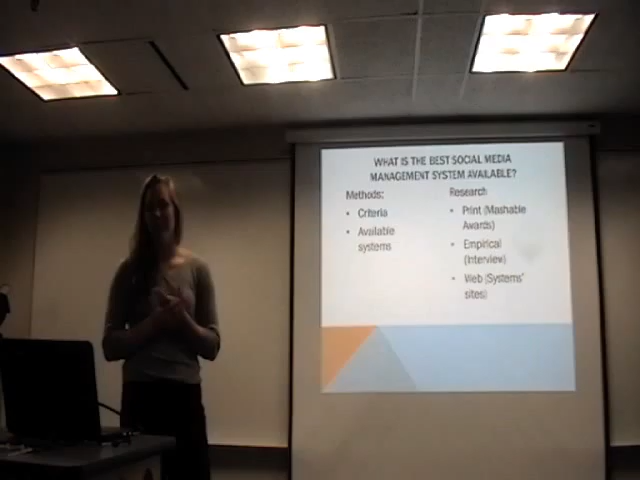 WHAT IS THE BEST SOCIAL MEDIA
MANAGEMENT SYSTEM AVAILABLE?
Methods:
• Criteria
• Available
systems
Research
• Print (Mashable
Awards)
• Empirical
(Interview)
• Web (Systems'
sites)